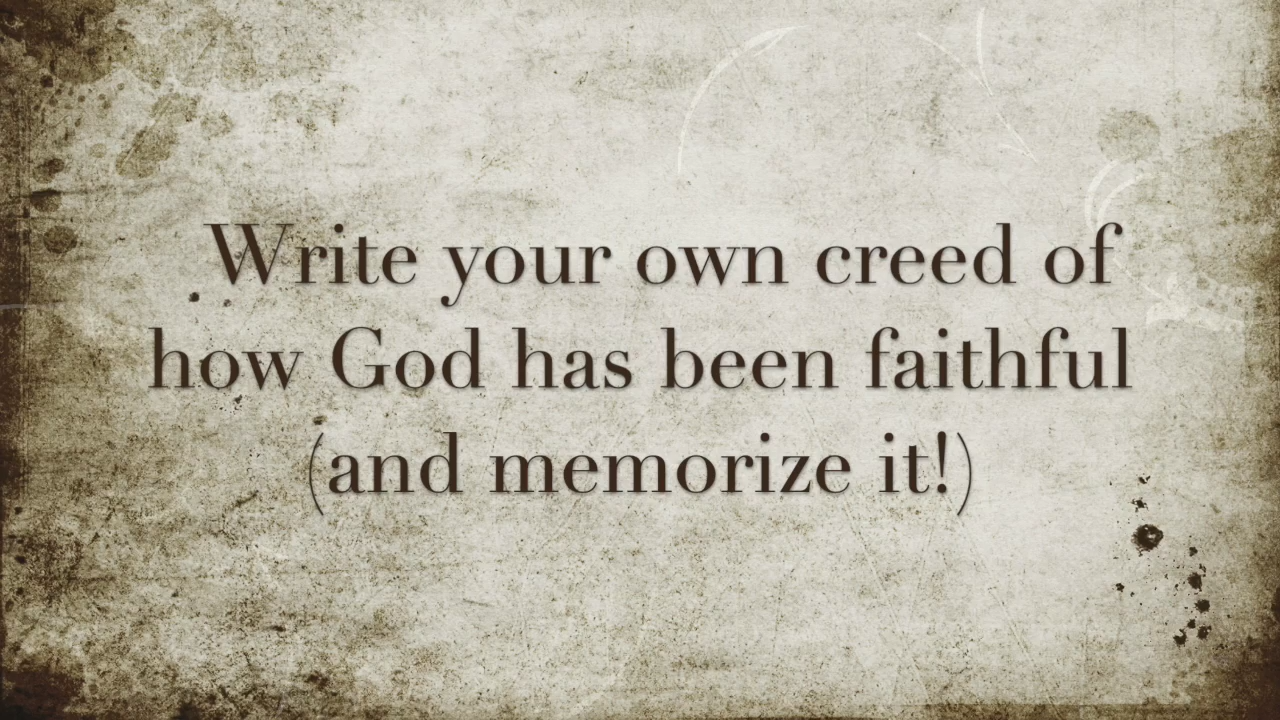 Write your own creed of
how God has been faithful
(and memorize it!)